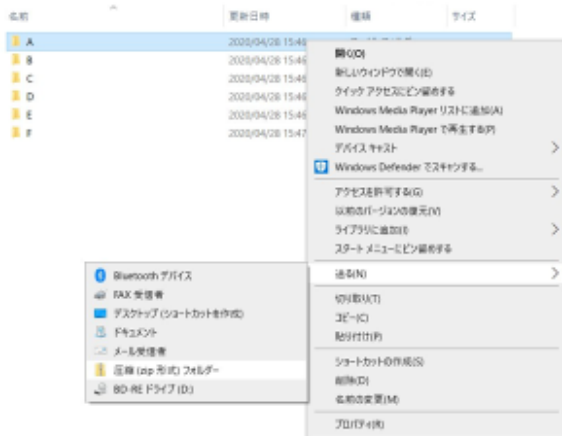 名前 更新日時 種類 サイズ
A 2020/04/28 15:46
B 2020/04/28 15:46
C 2020/04/28 15:46
D 2020/04/28 15:46
E 2020/04/28 15:46
F 2020/04/28 15:47
開く(O)
新しいウィンドウで開く(E)
クイック アクセスにピン留めする
Windows Media Player リストに追加(A)
Windows Media Player で再生する(P)
デバイス キャスト
Windows Defender でスキャンする...
アクセスを許可する(G)
以前のバージョンの復元(V)
ライブラリに追加(I)
スタート メニューにピン留めする
送る(N)
切り取り(T)
コピー(C)
貼り付け(P)
ショートカットの作成(S)
削除(D)
名前の変更(M)
プロパティ(R)
Bluetooth デバイス
FAX 受信者
デスクトップ (ショートカットを作成)
ドキュメント
メール受信者
圧縮 (zip 形式) フォルダー
BD-RE ドライブ (D:)